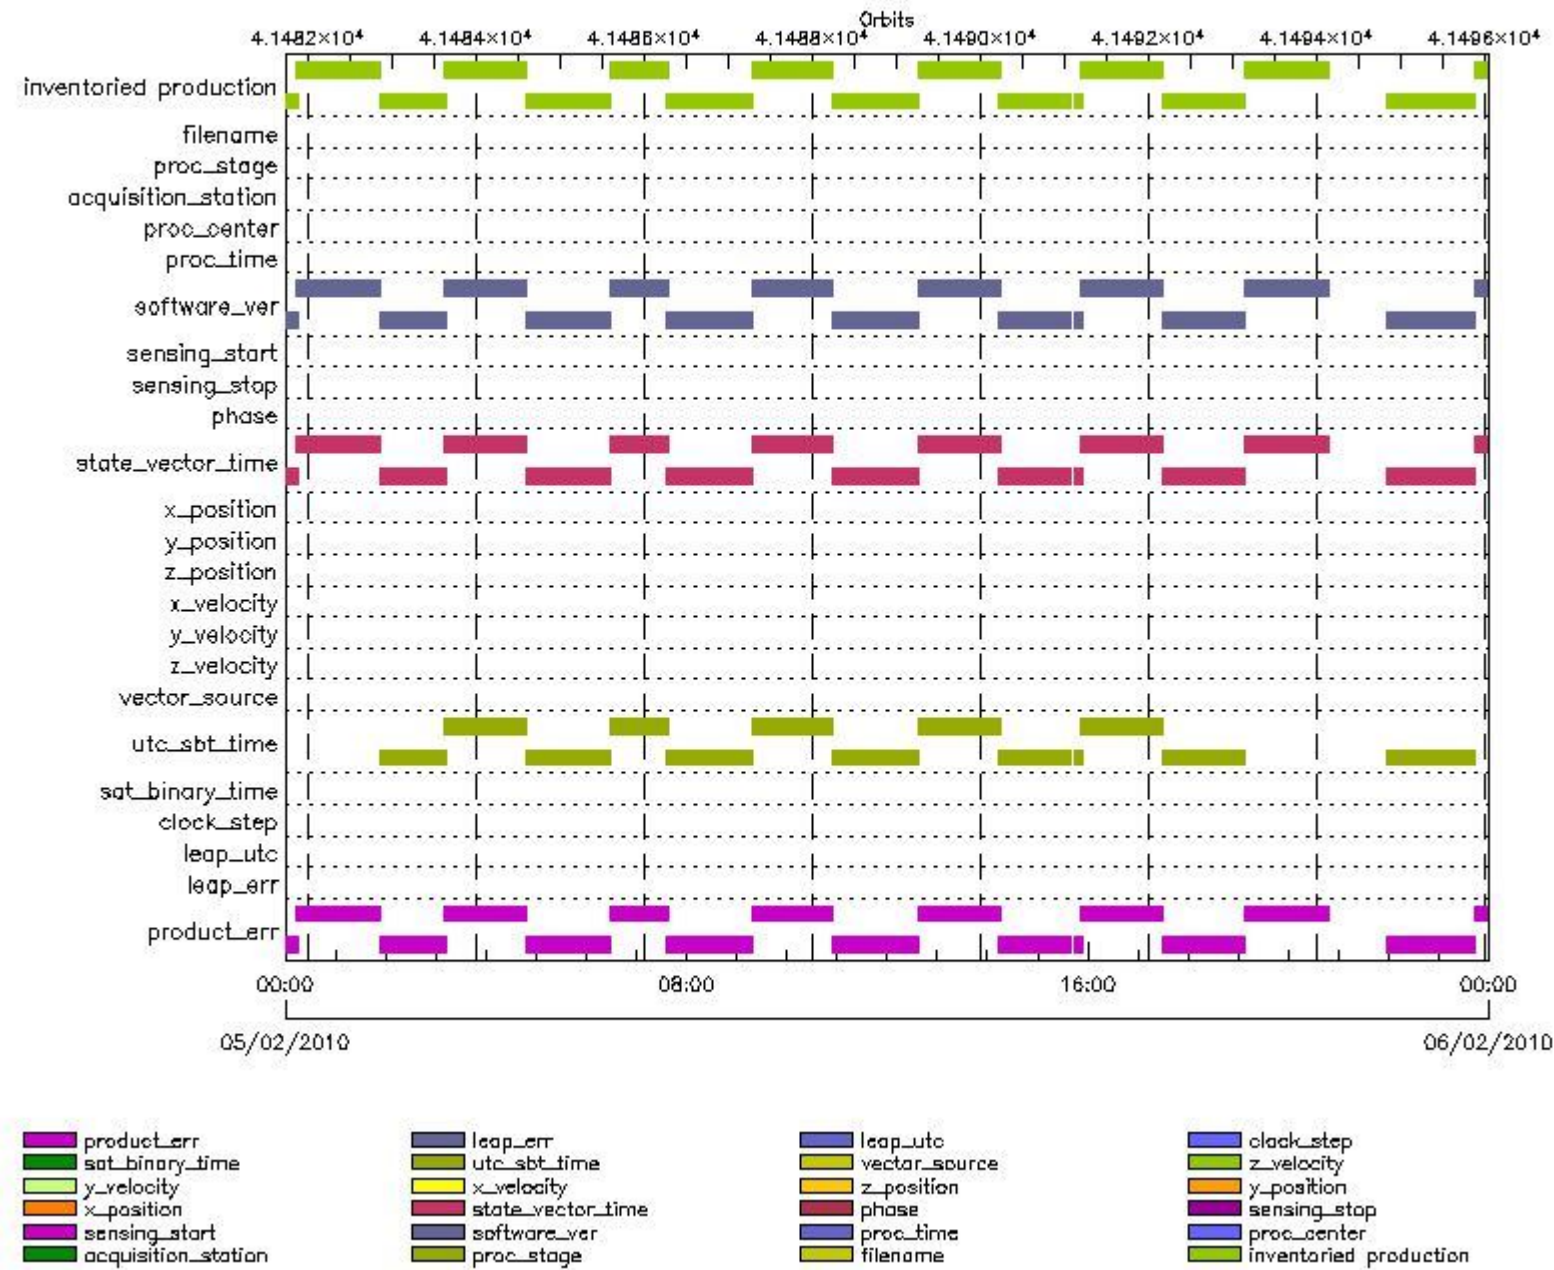 Orbits
4.1482×10⁴ 4.1484×10⁴ 4.1486×10⁴ 4.1488×10⁴ 4.1490×10⁴ 4.1492×10⁴ 4.1494×10⁴ 4.1496×10⁴
inventoried production
filename
proc_stage
acquisition_station
proc_center
proc_time
software_ver
sensing_start
sensing_stop
phase
state_vector_time
x_position
y_position
z_position
x_velocity
y_velocity
z_velocity
vector_source
utc_sbt_time
sat_binary_time
clock_step
leap_utc
leap_err
product_err
00:00 08:00 16:00 00:00
05/02/2010 06/02/2010
product_err leap_err leap_utc clock_step
sat_binary_time utc_sbt_time vector_source z_velocity
y_velocity x_velocity z_position y_position
x_position state_vector_time phase sensing_stop
sensing_start software_ver proc_time proc_center
acquisition_station proc_stage filename inventoried production